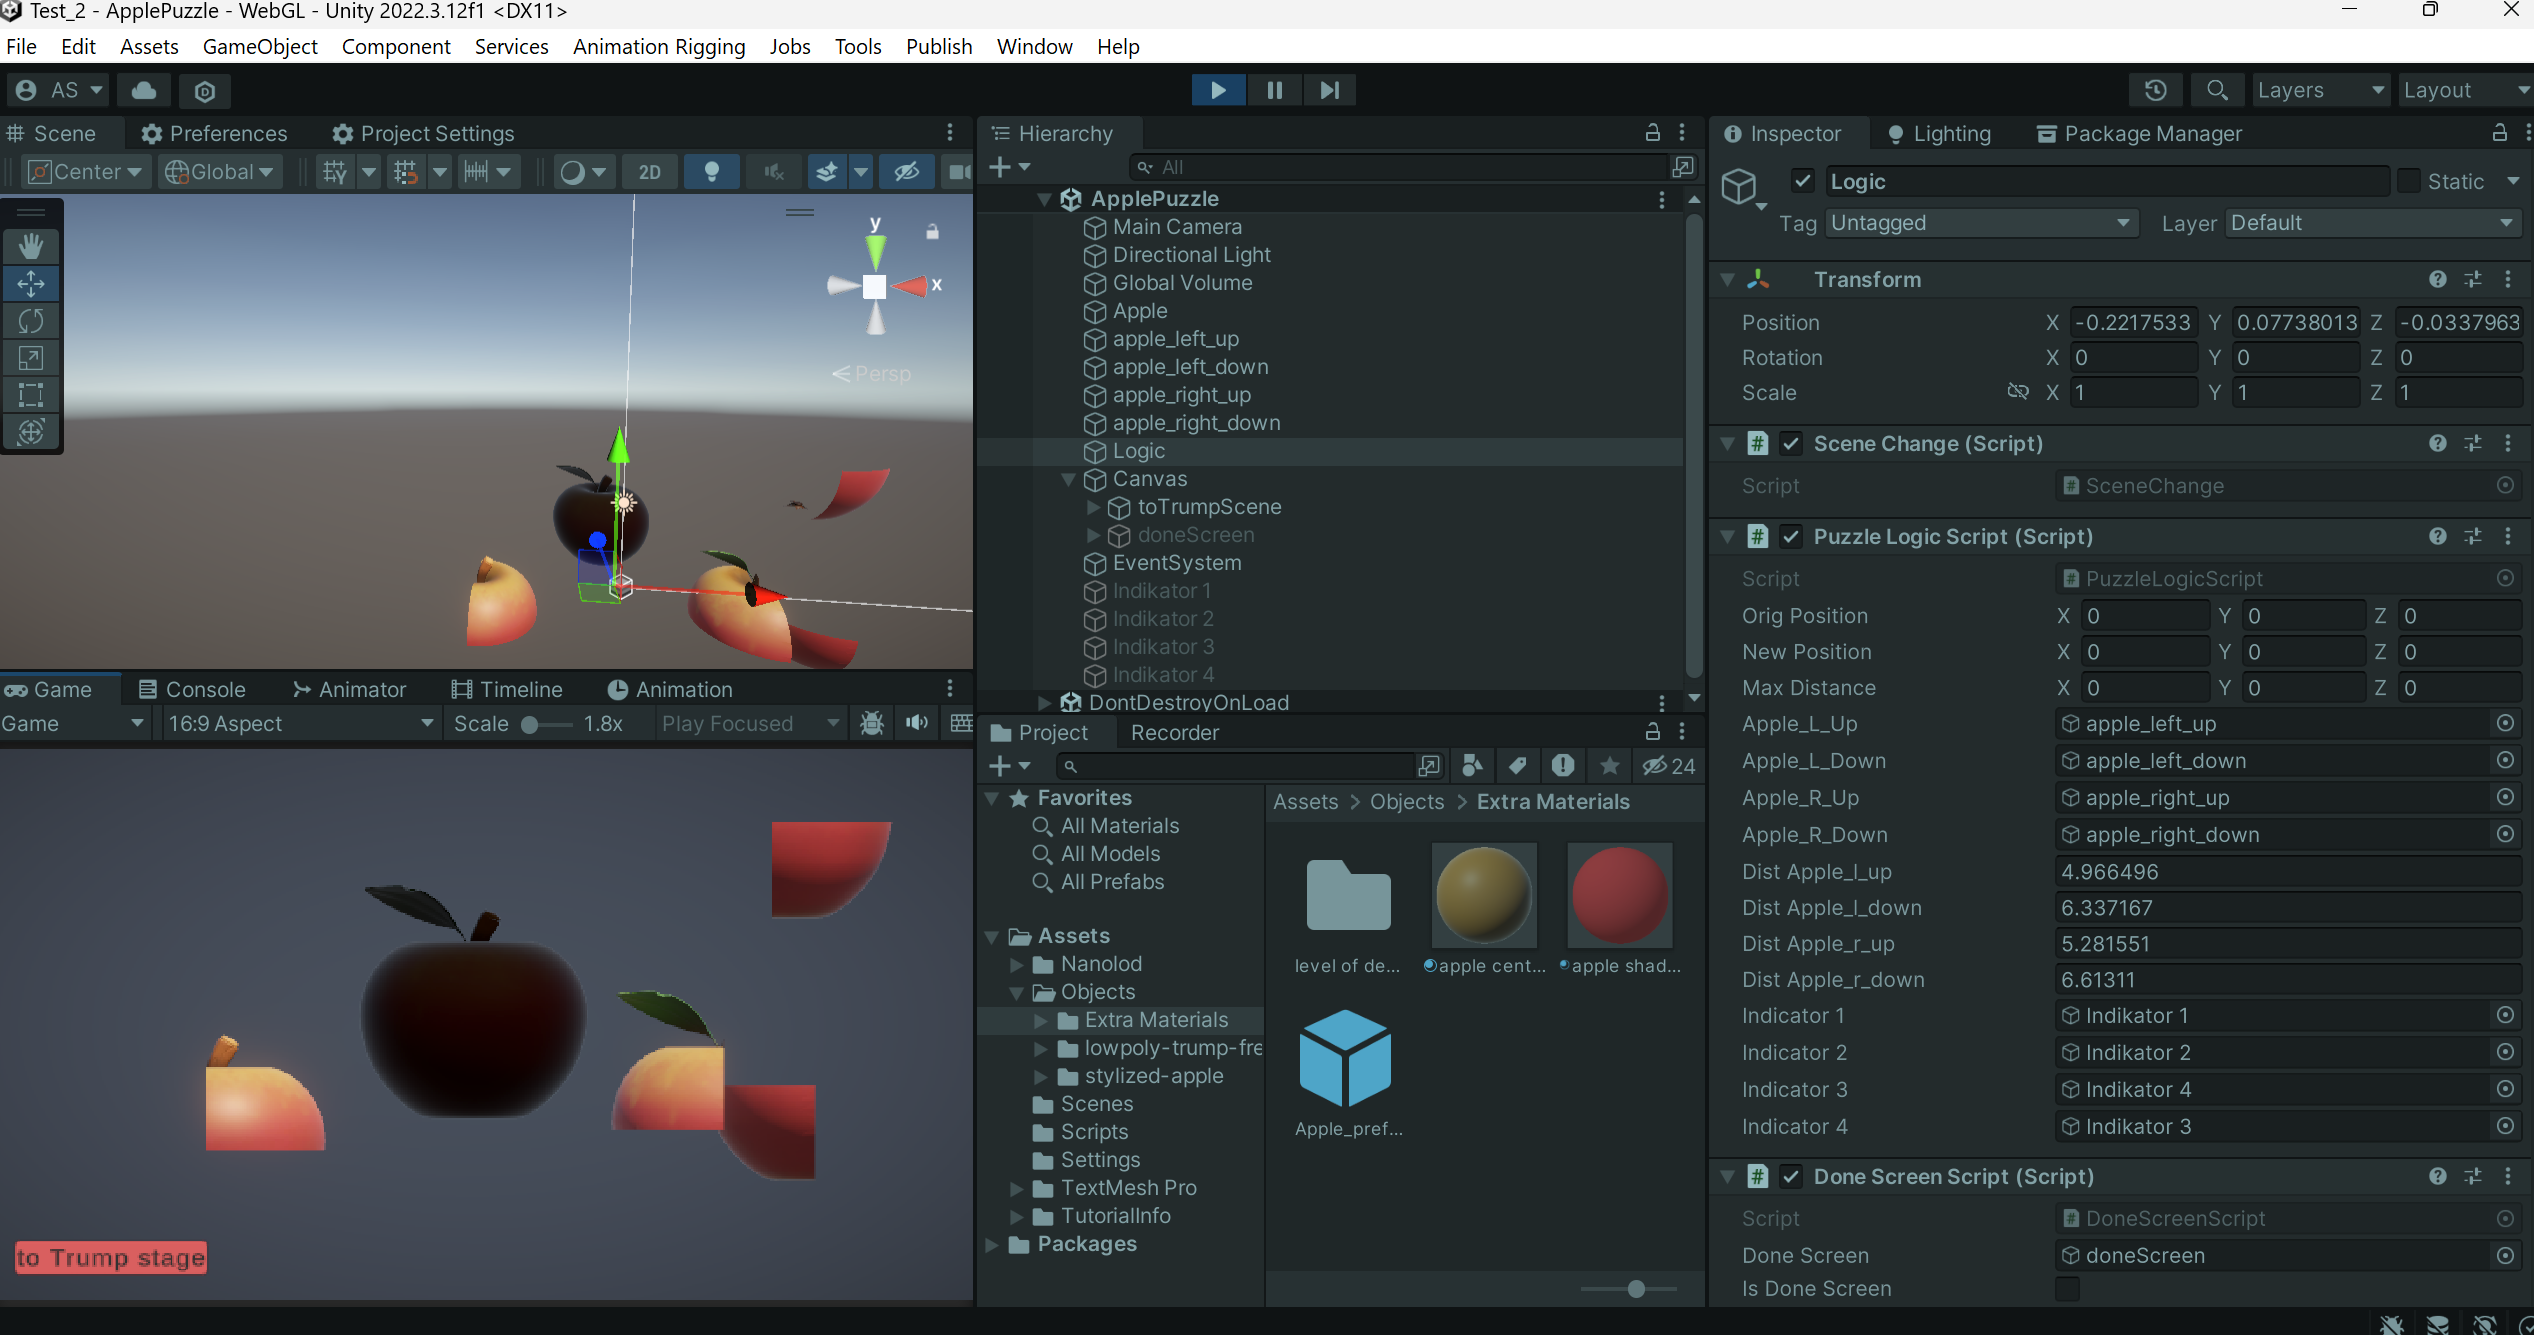 Test_2 - ApplePuzzle - WebGL - Unity 2022.3.12f1 <DX11>
File Edit Assets GameObject Component Services Animation Rigging Jobs Tools Publish Window Help
AS
Layers Layout
Scene Preferences Project Settings
Center Global 2D
y
x
Persp
Game Console Animator Timeline Animation
Game 16:9 Aspect Scale 1.8x Play Focused
to Trump stage
Hierarchy
All
ApplePuzzle
Main Camera
Directional Light
Global Volume
Apple
apple_left_up
apple_left_down
apple_right_up
apple_right_down
Logic
Canvas
toTrumpScene
doneScreen
EventSystem
Indikator 1
Indikator 2
Indikator 3
Indikator 4
DontDestroyOnLoad
Project Recorder
24
Favorites
All Materials
All Models
All Prefabs
Assets
Nanolod
Objects
Extra Materials
lowpoly-trump-fre
stylized-apple
Scenes
Scripts
Settings
TextMesh Pro
TutorialInfo
Packages
Assets > Objects > Extra Materials
level of de... apple cent... apple shad...
Apple_pref...
Inspector Lighting Package Manager
Logic Static
Tag Untagged Layer Default
Transform
Position X -0.2217533 Y 0.07738013 Z -0.0337963
Rotation X 0 Y 0 Z 0
Scale X 1 Y 1 Z 1
# Scene Change (Script)
Script # SceneChange
# Puzzle Logic Script (Script)
Script # PuzzleLogicScript
Orig Position X 0 Y 0 Z 0
New Position X 0 Y 0 Z 0
Max Distance X 0 Y 0 Z 0
Apple_L_Up apple_left_up
Apple_L_Down apple_left_down
Apple_R_Up apple_right_up
Apple_R_Down apple_right_down
Dist Apple_l_up 4.966496
Dist Apple_l_down 6.337167
Dist Apple_r_up 5.281551
Dist Apple_r_down 6.61311
Indicator 1 Indikator 1
Indicator 2 Indikator 2
Indicator 3 Indikator 4
Indicator 4 Indikator 3
# Done Screen Script (Script)
Script # DoneScreenScript
Done Screen doneScreen
Is Done Screen